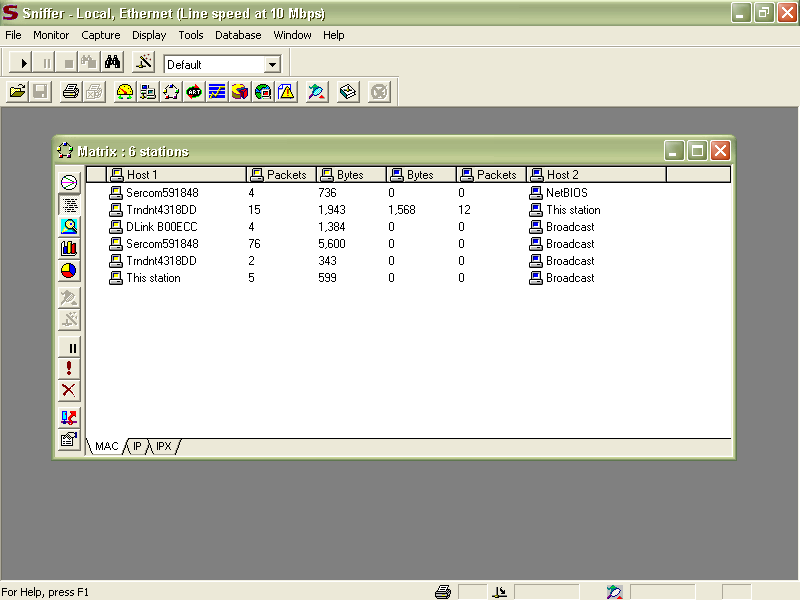 Sniffer - Local, Ethernet (Line speed at 10 Mbps)
File Monitor Capture Display Tools Database Window Help
Default
ART
Matrix : 6 stations
Host 1 Packets Bytes Bytes Packets Host 2
Sercom591848 4 736 0 0 NetBIOS
Trndnt4318DD 15 1,943 1,568 12 This station
DLink B00ECC 4 1,384 0 0 Broadcast
Sercom591848 76 5,600 0 0 Broadcast
Trndnt4318DD 2 343 0 0 Broadcast
This station 5 599 0 0 Broadcast
MAC IP IPX
For Help, press F1